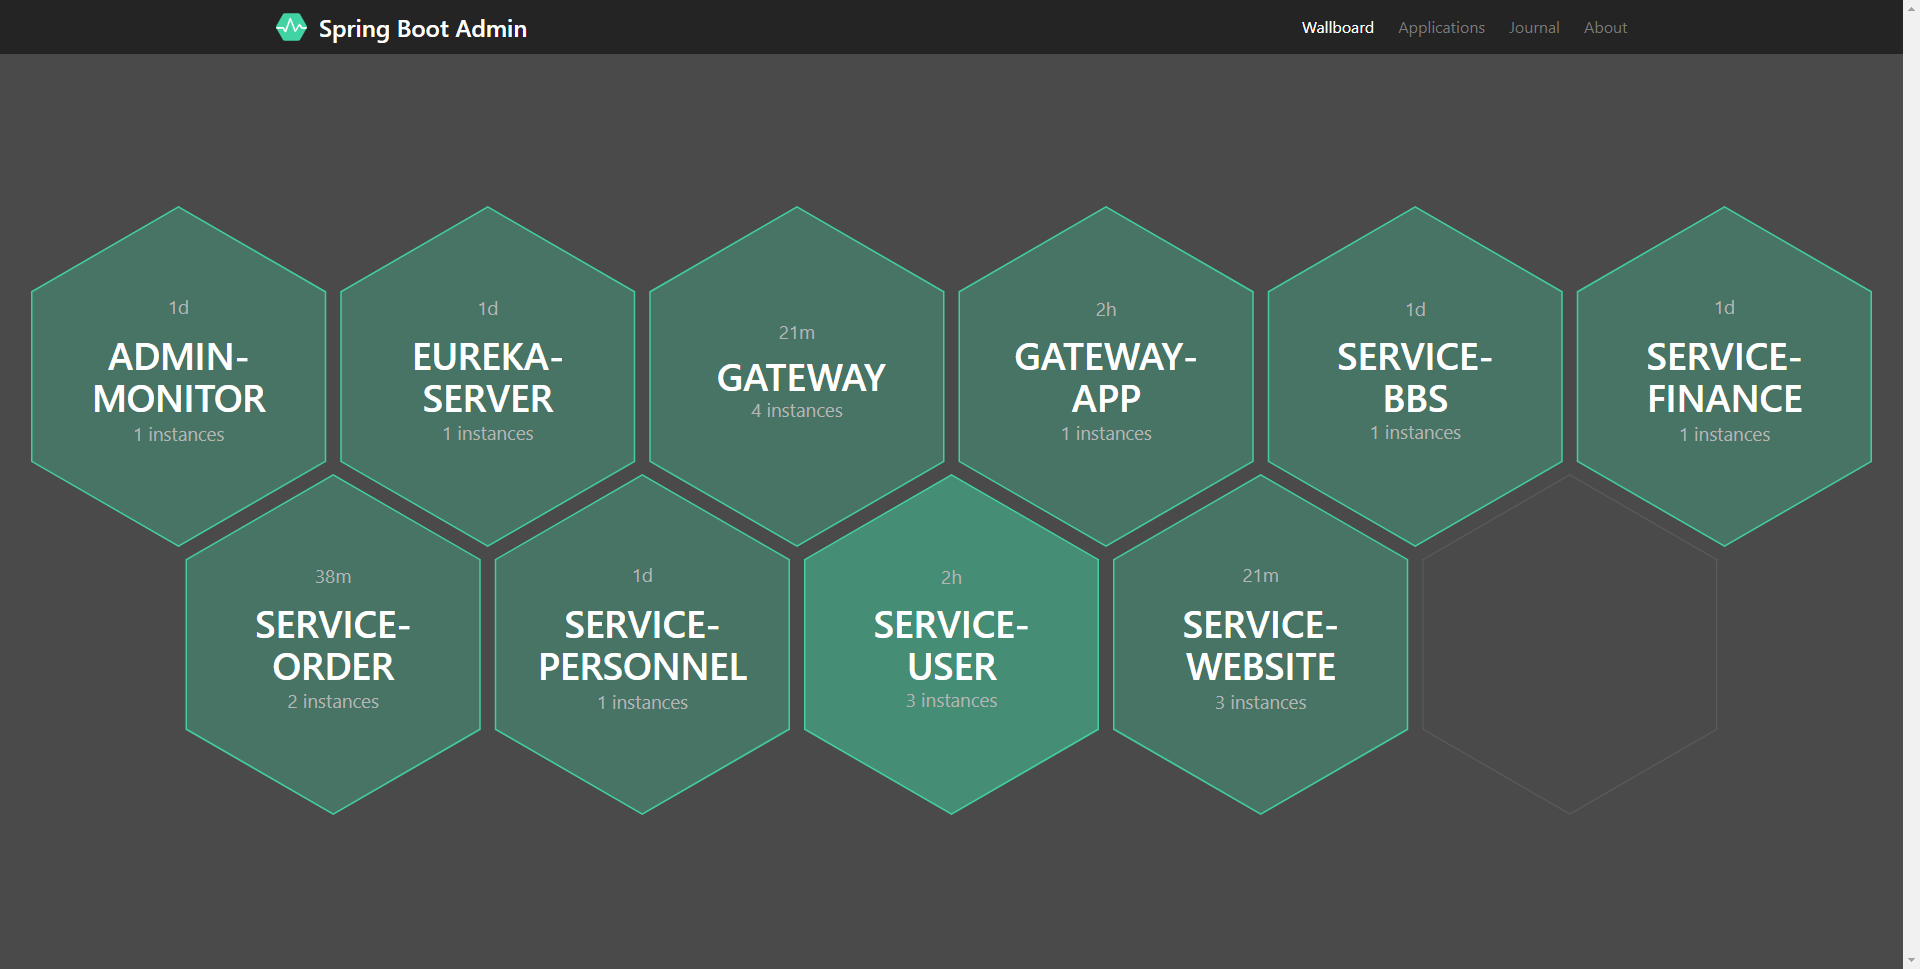 Spring Boot Admin
Wallboard Applications Journal About
1d
ADMIN-
MONITOR
1 instances
1d
EUREKA-
SERVER
1 instances
21m
GATEWAY
4 instances
2h
GATEWAY-
APP
1 instances
1d
SERVICE-
BBS
1 instances
1d
SERVICE-
FINANCE
1 instances
38m
SERVICE-
ORDER
2 instances
1d
SERVICE-
PERSONNEL
1 instances
2h
SERVICE-
USER
3 instances
21m
SERVICE-
WEBSITE
3 instances